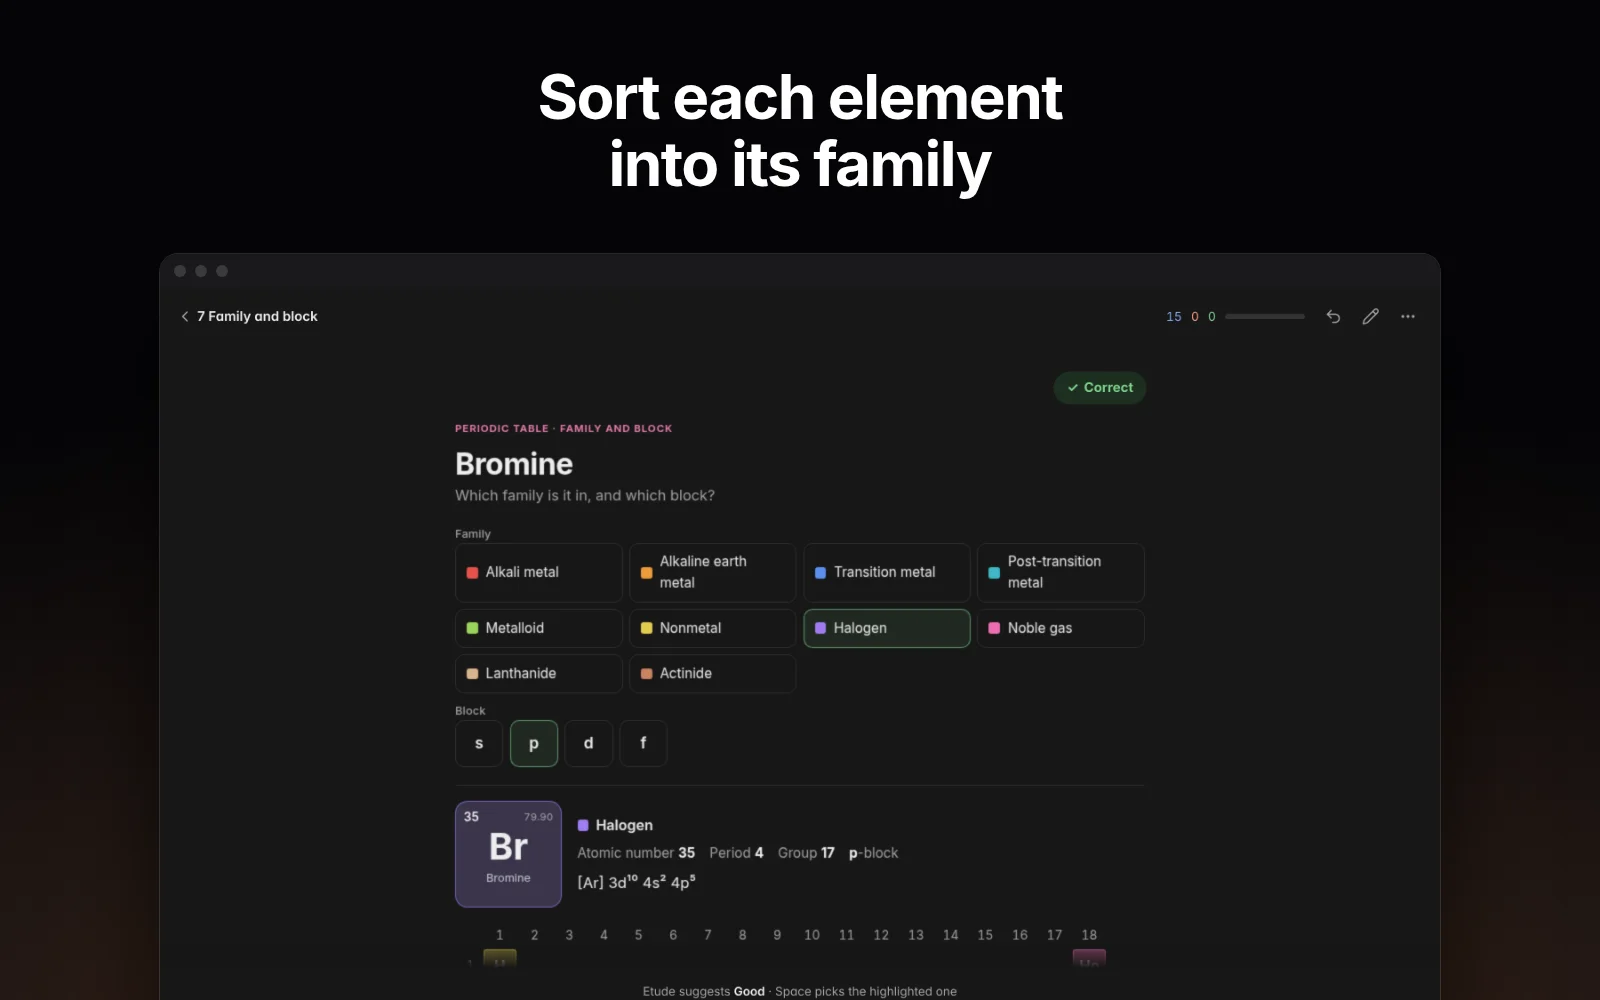 Sort each element
into its family
7 Family and block
15 0 0
Correct
PERIODIC TABLE · FAMILY AND BLOCK
Bromine
Which family is it in, and which block?
Family
Alkali metal
Alkaline earth
metal
Transition metal
Post-transition
metal
Metalloid
Nonmetal
Halogen
Noble gas
Lanthanide
Actinide
Block
s p d f
35 79.90
Br
Bromine
Halogen
Atomic number 35 Period 4 Group 17 p-block
[Ar] 3d¹⁰ 4s² 4p⁵
1 2 3 4 5 6 7 8 9 10 11 12 13 14 15 16 17 18
1 H He
Etude suggests Good · Space picks the highlighted one